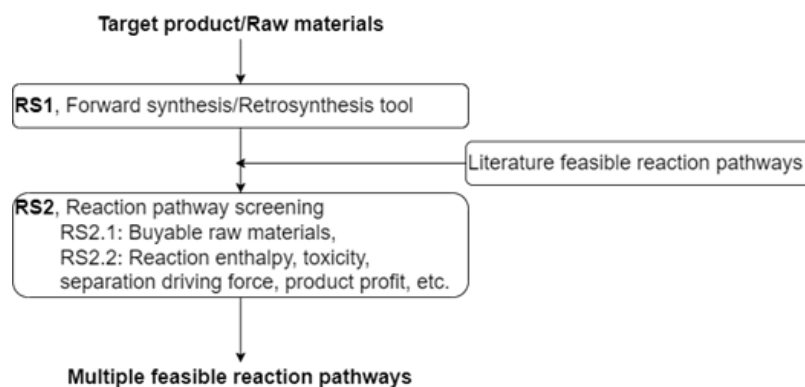 Target product/Raw materials
RS1, Forward synthesis/Retrosynthesis tool
Literature feasible reaction pathways
RS2, Reaction pathway screening
RS2.1: Buyable raw materials,
RS2.2: Reaction enthalpy, toxicity,
separation driving force, product profit, etc.
Multiple feasible reaction pathways